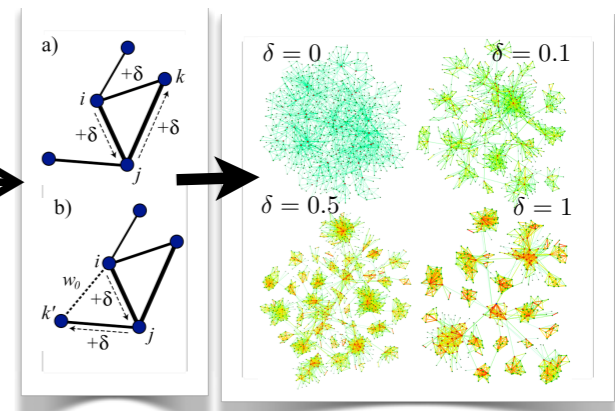 a)
+δ
k
i
+δ
+δ
j
b)
i
w₀
+δ
k'
+δ
j
δ = 0
δ = 0.1
δ = 0.5
δ = 1